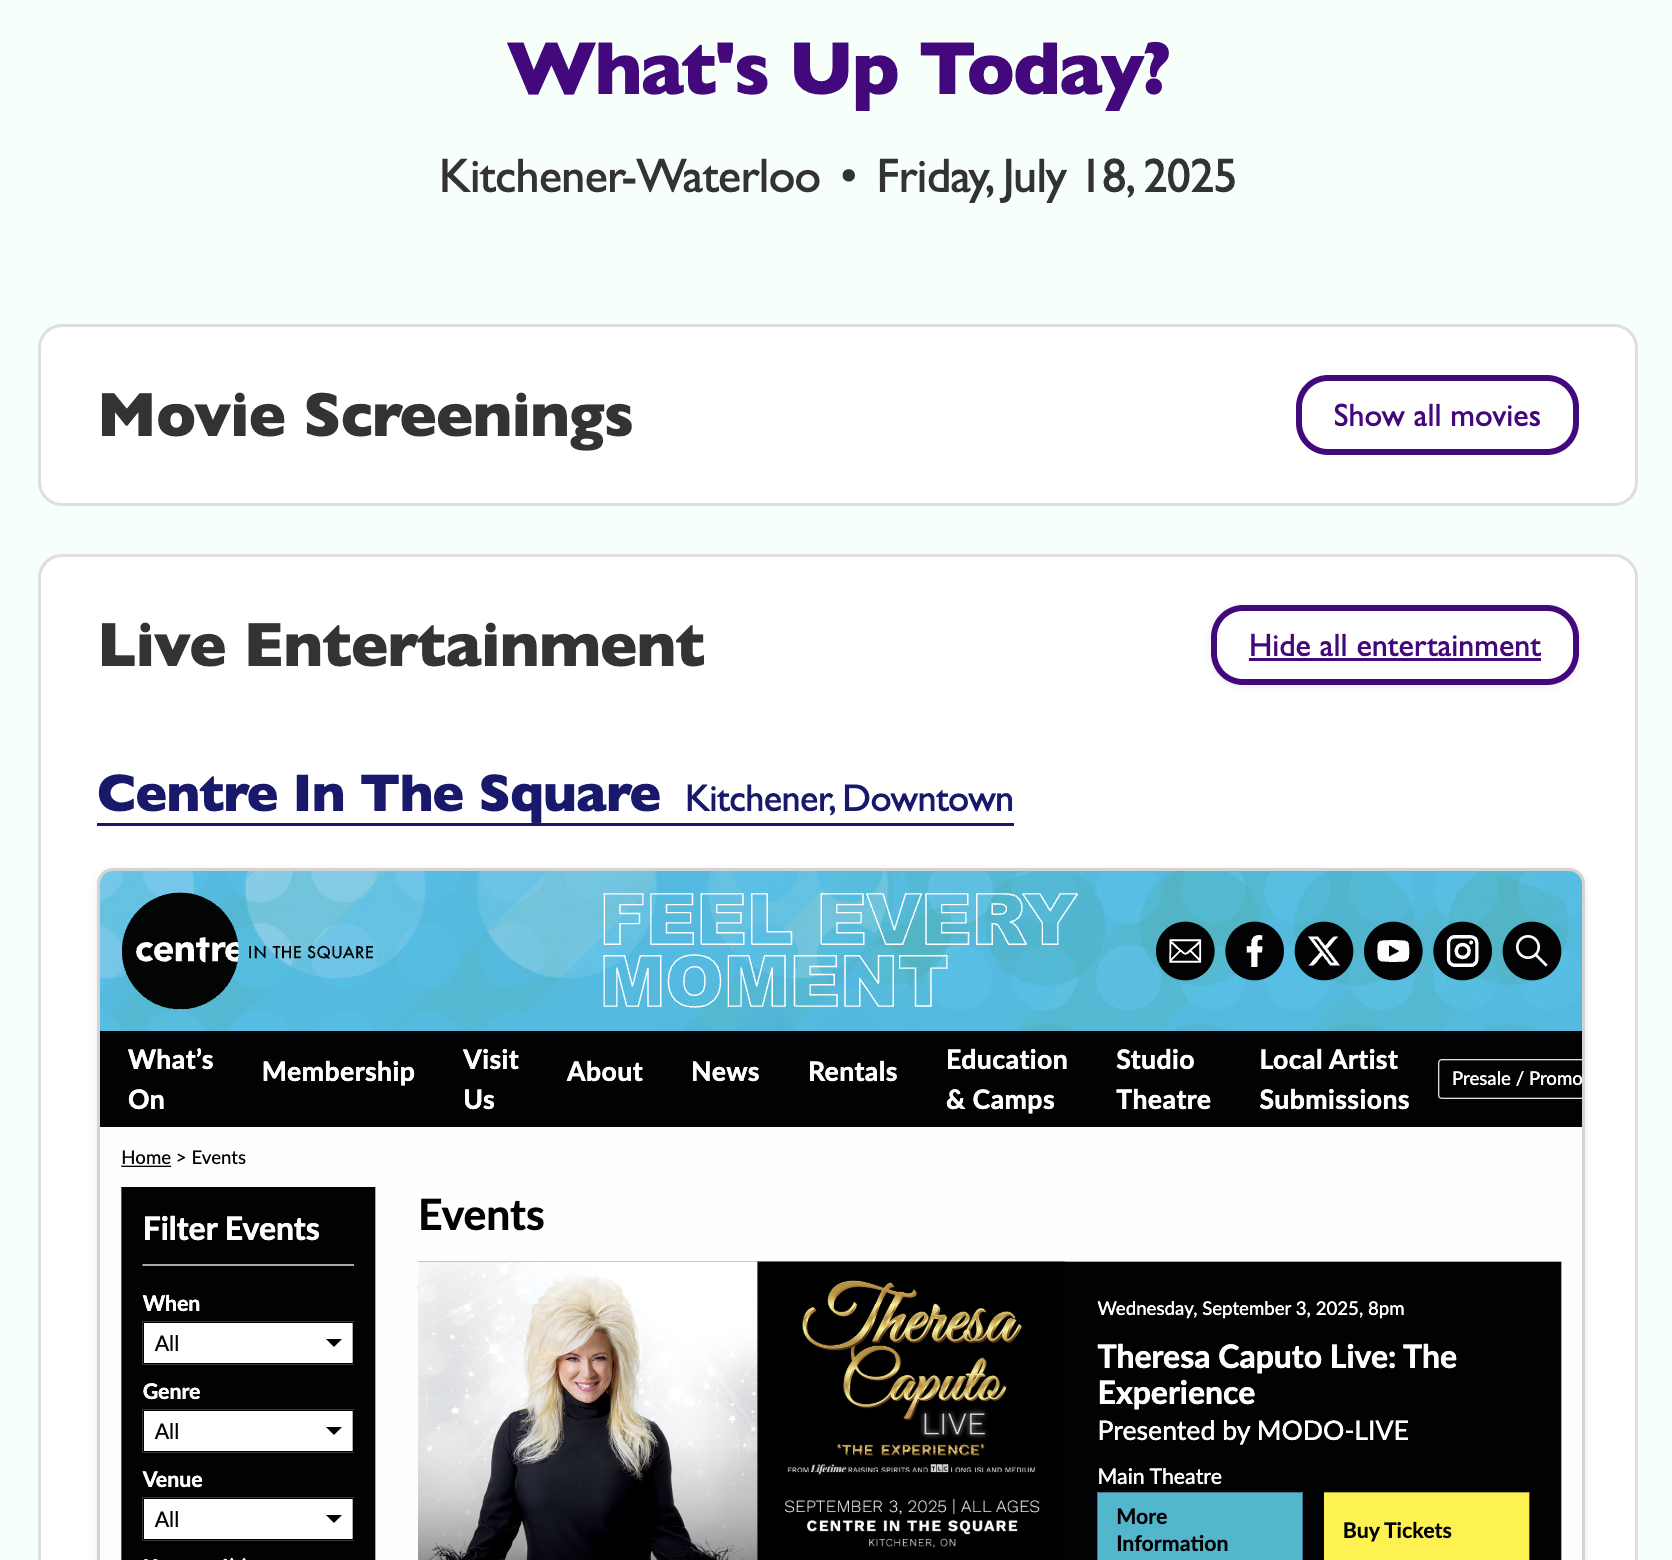 What's Up Today?
Kitchener-Waterloo • Friday, July 18, 2025
Movie Screenings
Show all movies
Live Entertainment
Hide all entertainment
Centre In The Square Kitchener, Downtown
centre IN THE SQUARE
FEEL EVERY
MOMENT
What's
On
Membership
Visit
Us
About
News
Rentals
Education
& Camps
Studio
Theatre
Local Artist
Submissions
Presale / Promo
Home > Events
Filter Events
When
All
Genre
All
Venue
All
Events
Theresa
Caputo
LIVE
'THE EXPERIENCE'
FROM Lifetime RAISING SPIRITS AND TLC LONG ISLAND MEDIUM
SEPTEMBER 3, 2025 | ALL AGES
CENTRE IN THE SQUARE
KITCHENER, ON
Wednesday, September 3, 2025, 8pm
Theresa Caputo Live: The
Experience
Presented by MODO-LIVE
Main Theatre
More
Information
Buy Tickets